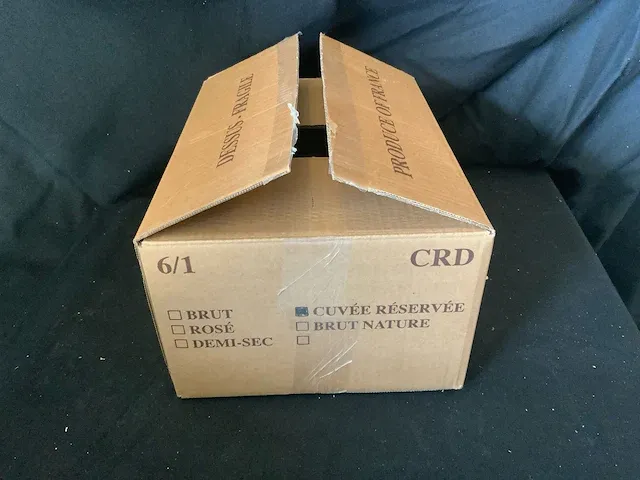 DESSUS - FRAGILE
PRODUCE OF FRANCE
6/1
CRD
BRUT
ROSÉ
DEMI-SEC
CUVÉE RÉSERVÉE
BRUT NATURE